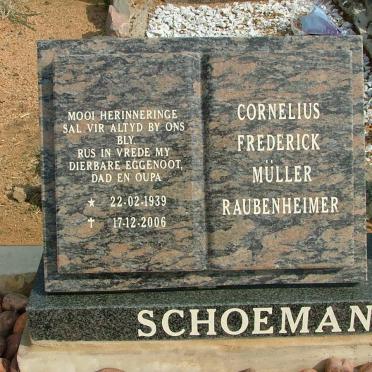 MOOI HERINNERINGE
SAL VIR ALTYD BY ONS
BLY.
RUS IN VREDE MY
DIERBARE EGGENOOT,
DAD EN OUPA
★ 22-02-1939
✝ 17-12-2006
CORNELIUS
FREDERICK
MÜLLER
RAUBENHEIMER
SCHOEMAN